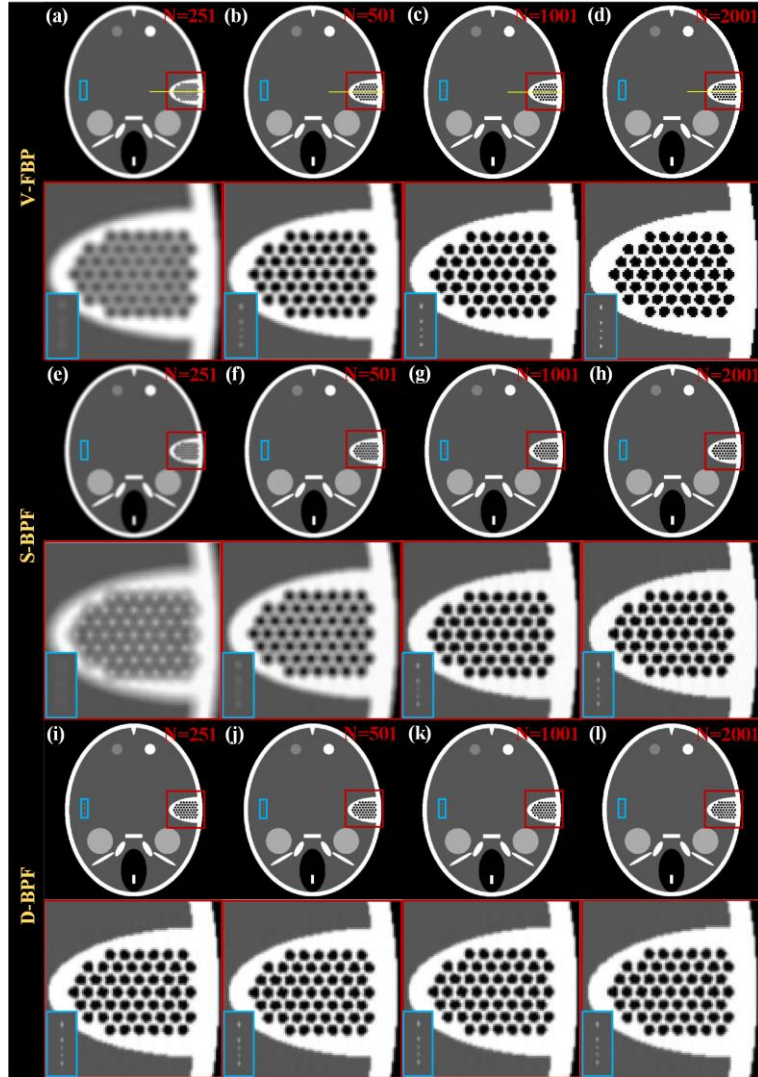 (a) N=251 (b) N=501 (c) N=1001 (d) N=2001
V-FBP
(e) N=251 (f) N=501 (g) N=1001 (h) N=2001
S-BPF
(i) N=251 (j) N=501 (k) N=1001 (l) N=2001
D-BPF